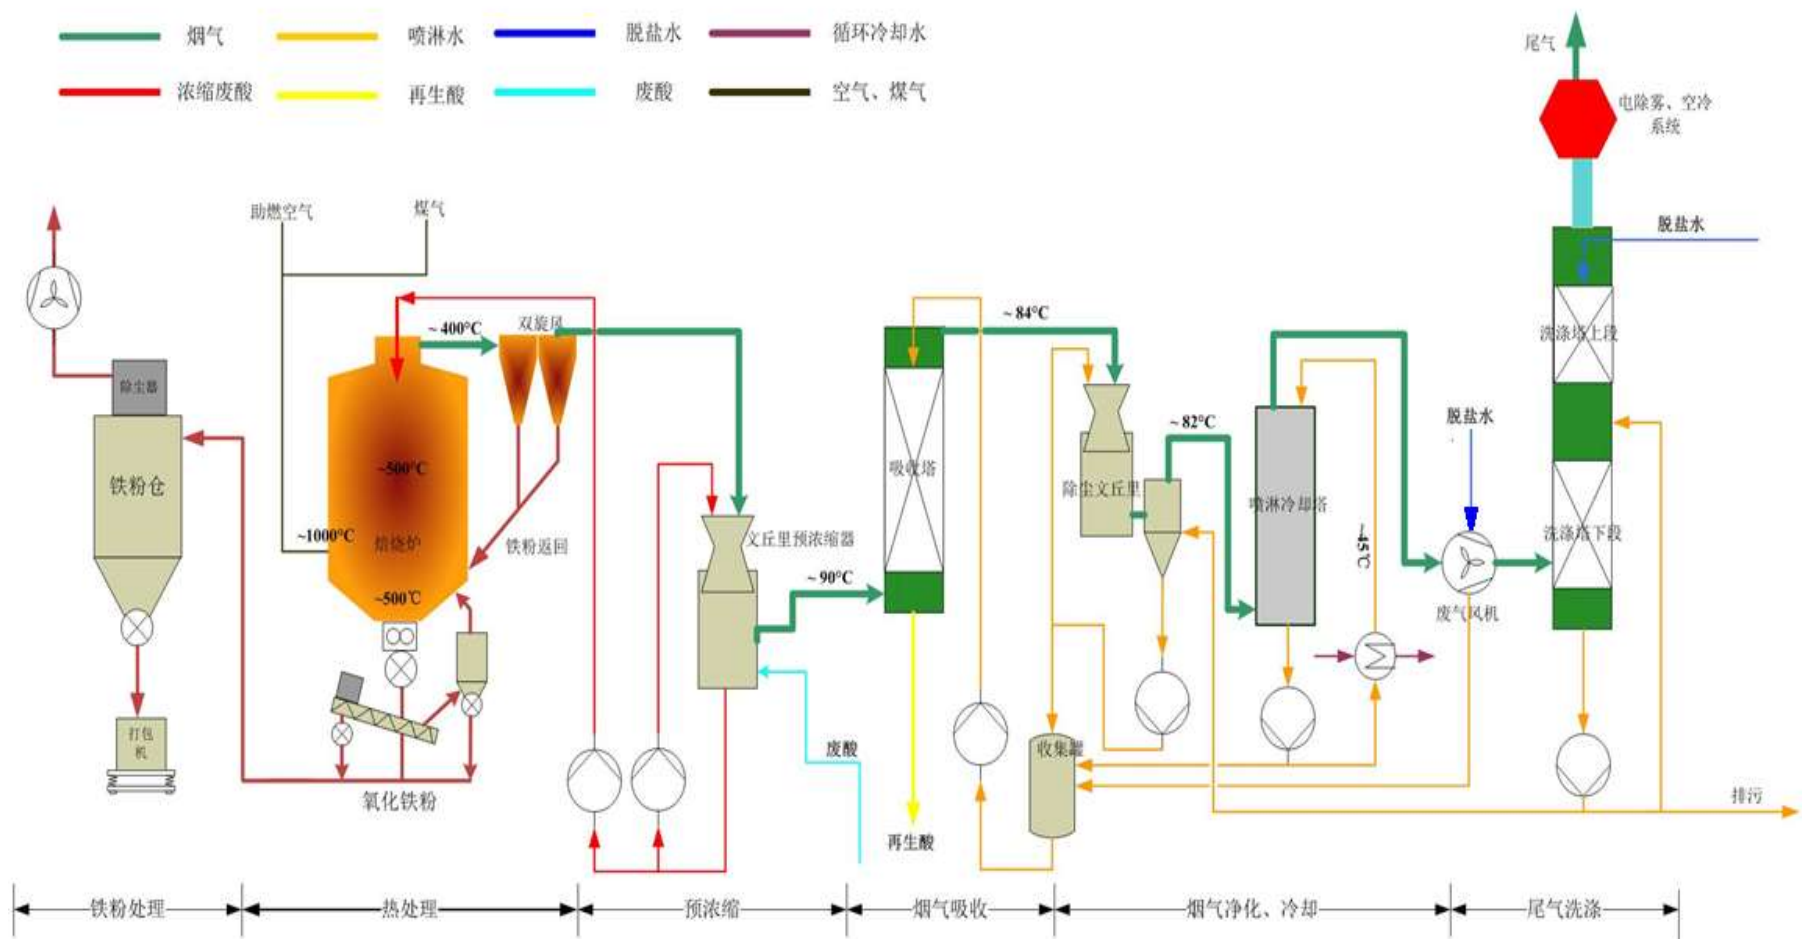 烟气
喷淋水
脱盐水
循环冷却水
浓缩废酸
再生酸
废酸
空气、煤气
尾气
电除雾、空冷
系统
脱盐水
助燃空气
煤气
~ 400°C
双旋风
~ 84°C
洗涤塔上段
除尘器
~ 82°C
脱盐水
铁粉仓
~500°C
吸收塔
除尘文丘里
喷淋冷却塔
~1000°C
焙烧炉
铁粉返回
文丘里预浓缩器
~45℃
洗涤塔下段
~ 90°C
~500℃
废气风机
打包
机
废酸
收集罐
氧化铁粉
再生酸
排污
铁粉处理
热处理
预浓缩
烟气吸收
烟气净化、冷却
尾气洗涤